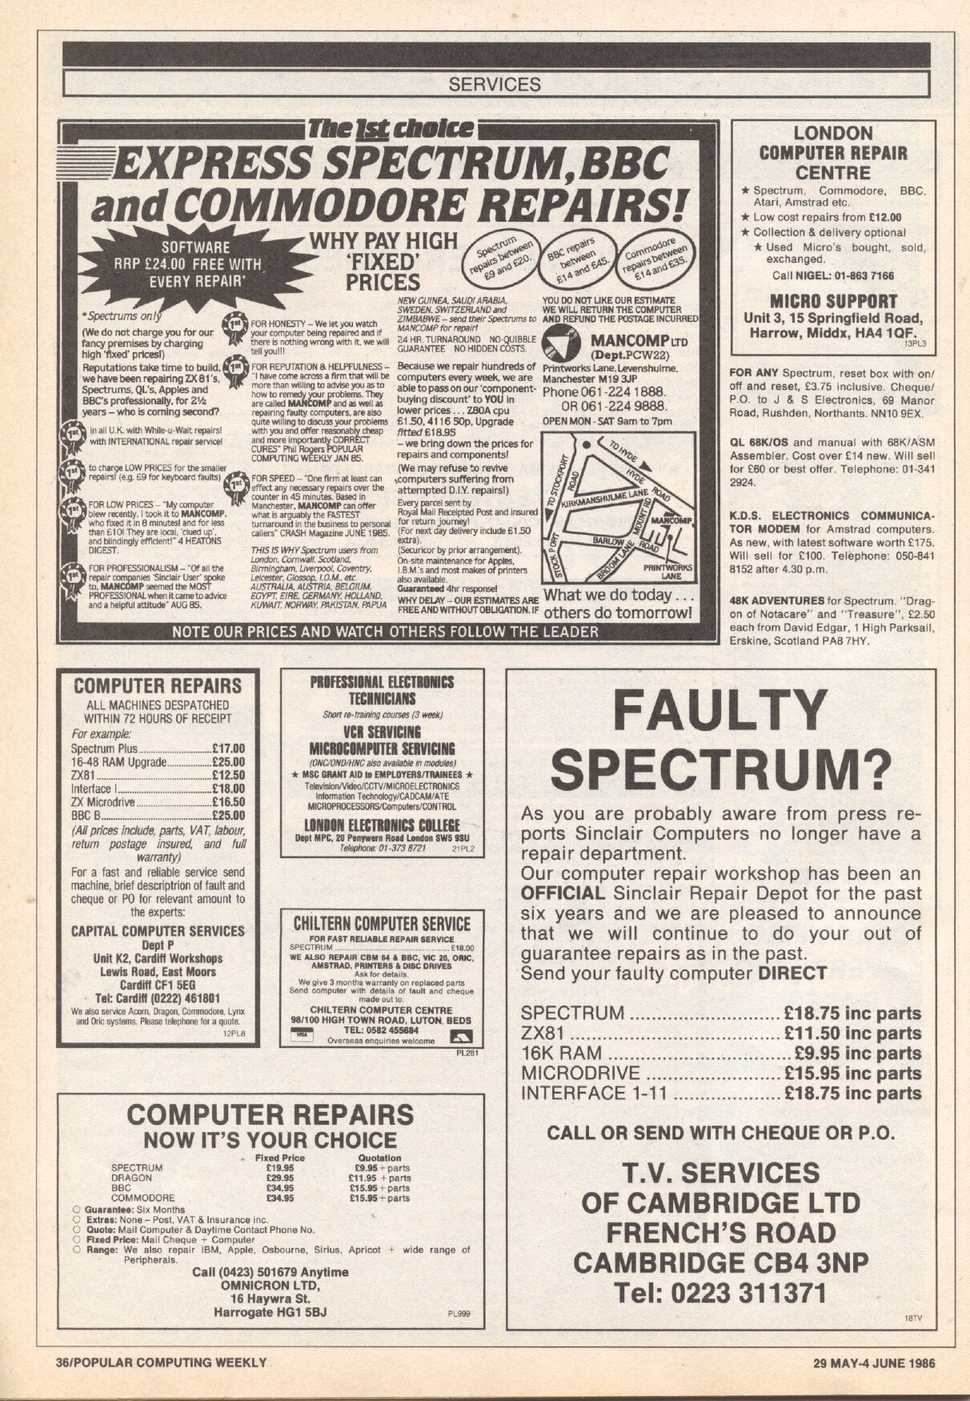 SERVICES
The 1st choice
EXPRESS SPECTRUM, BBC
and COMMODORE REPAIRS!
SOFTWARE
RRP £24.00 FREE WITH
EVERY REPAIR*
WHY PAY HIGH
'FIXED'
PRICES
Spectrum
repairs between
£9 and £20.
BBC repairs
between
£14 and £45.
Commodore
repairs between
£14 and £35.
*Spectrums only
(We do not charge you for our
fancy premises by charging
high 'fixed' prices!)
Reputations take time to build,
we have been repairing ZX 81's,
Spectrums, QL's, Apples and
BBC's professionally, for 2½
years – who is coming second?
1st
in all U.K. with While-u-Wait repairs!
with INTERNATIONAL repair service!
1st
to charge LOW PRICES for the smaller
repairs! (e.g. £9 for keyboard faults)
1st
FOR LOW PRICES – "My computer
blew recently, I took it to MANCOMP,
who fixed it in 8 minutes! and for less
than £10! They are local, 'clued up',
and blindingly efficient!" 4 HEATONS
DIGEST.
1st
FOR PROFESSIONALISM – "Of all the
repair companies 'Sinclair User' spoke
to, MANCOMP seemed the MOST
PROFESSIONAL when it came to advice
and a helpful attitude" AUG 85.
1st
FOR HONESTY – We let you watch
your computer being repaired and if
there is nothing wrong with it, we will
tell you!!!
1st
FOR REPUTATION & HELPFULNESS –
"I have come across a firm that will be
more than willing to advise you as to
how to remedy your problems. They
are called MANCOMP and as well as
repairing faulty computers, are also
quite willing to discuss your problems
with you and offer reasonably cheap
and more importantly CORRECT
CURES" Phil Rogers POPULAR
COMPUTING WEEKLY JAN 85.
1st
FOR SPEED – "One firm at least can
effect any necessary repairs over the
counter in 45 minutes. Based in
Manchester, MANCOMP can offer
what is arguably the FASTEST
turnaround in the business to personal
callers" CRASH Magazine JUNE 1985.
THIS IS WHY Spectrum users from
London, Cornwall, Scotland,
Birmingham, Liverpool, Coventry,
Leicester, Glossop, I.O.M., etc.
AUSTRALIA, AUSTRIA, BELGIUM,
EGYPT, EIRE, GERMANY, HOLLAND,
KUWAIT, NORWAY, PAKISTAN, PAPUA
NEW GUINEA, SAUDI ARABIA,
SWEDEN, SWITZERLAND and
ZIMBABWE – send their Spectrums to
MANCOMP for repair!
24 HR. TURNAROUND NO-QUIBBLE
GUARANTEE NO HIDDEN COSTS.
Because we repair hundreds of
computers every week, we are
able to pass on our 'component-
buying discount' to YOU in
lower prices . . . Z80A cpu
£1.50, 4116 50p, Upgrade
fitted £18.95
– we bring down the prices for
repairs and components!
(We may refuse to revive
computers suffering from
attempted D.I.Y. repairs!)
Every parcel sent by
Royal Mail Receipted Post and insured
for return journey!
(For next day delivery include £1.50
extra).
(Securicor by prior arrangement).
On-site maintenance for Apples,
I.B.M.'s and most makes of printers
also available.
Guaranteed 4hr response!
WHY DELAY – OUR ESTIMATES ARE
FREE AND WITHOUT OBLIGATION. IF
YOU DO NOT LIKE OUR ESTIMATE
WE WILL RETURN THE COMPUTER
AND REFUND THE POSTAGE INCURRED
MANCOMP LTD
(Dept.PCW22)
Printworks Lane, Levenshulme,
Manchester M19 3JP
Phone 061-224 1888.
OR 061-224 9888.
OPEN MON - SAT 9am to 7pm
TO STOCKPORT
ROAD
TO HYDE
HYDE
ROAD
KIRKMANSHULME LANE
MOUNT RD
MANCOMP
BARLOW
ROAD
BROOM LANE
STOCKPORT
PRINTWORKS
LANE
What we do today . . .
others do tomorrow!
NOTE OUR PRICES AND WATCH OTHERS FOLLOW THE LEADER
LONDON
COMPUTER REPAIR
CENTRE
★ Spectrum, Commodore, BBC,
Atari, Amstrad etc.
★ Low cost repairs from £12.00
★ Collection & delivery optional
★ Used Micro's bought, sold,
exchanged.
Call NIGEL: 01-863 7166
MICRO SUPPORT
Unit 3, 15 Springfield Road,
Harrow, Middx, HA4 1QF.
13PL3
FOR ANY Spectrum, reset box with on/
off and reset, £3.75 inclusive. Cheque/
P.O. to J & S Electronics, 69 Manor
Road, Rushden, Northants. NN10 9EX.
QL 68K/OS and manual with 68K/ASM
Assembler. Cost over £14 new. Will sell
for £60 or best offer. Telephone: 01-341
2924.
K.D.S. ELECTRONICS COMMUNICA-
TOR MODEM for Amstrad computers.
As new, with latest software worth £175.
Will sell for £100. Telephone: 050-841
8152 after 4.30 p.m.
48K ADVENTURES for Spectrum. "Drag-
on of Notacare" and "Treasure", £2.50
each from David Edgar, 1 High Parksail,
Erskine, Scotland PA8 7HY.
COMPUTER REPAIRS
ALL MACHINES DESPATCHED
WITHIN 72 HOURS OF RECEIPT
For example:
Spectrum Plus...£17.00
16-48 RAM Upgrade...£25.00
ZX81...£12.50
Interface I...£18.00
ZX Microdrive...£16.50
BBC B...£25.00
(All prices include, parts, VAT, labour,
return postage insured, and full
warranty)
For a fast and reliable service send
machine, brief descriptrion of fault and
cheque or PO for relevant amount to
the experts:
CAPITAL COMPUTER SERVICES
Dept P
Unit K2, Cardiff Workshops
Lewis Road, East Moors
Cardiff CF1 5EG
Tel: Cardiff (0222) 461801
We also service Acorn, Dragon, Commodore, Lynx
and Oric systems. Please telephone for a quote.
12PL8
PROFESSIONAL ELECTRONICS
TECHNICIANS
Short re-training courses (3 week)
VCR SERVICING
MICROCOMPUTER SERVICING
(ONC/OND/HNC also available in modules)
★ MSC GRANT AID to EMPLOYERS/TRAINEES ★
Television/Video/CCTV/MICROELECTRONICS
Information Technology/CADCAM/ATE
MICROPROCESSORS/Computers/CONTROL
LONDON ELECTRONICS COLLEGE
Dept MPC, 20 Penywern Road London SW5 9SU
Telephone: 01-373 8721
21PL2
CHILTERN COMPUTER SERVICE
FOR FAST RELIABLE REPAIR SERVICE
SPECTRUM...£18.00
WE ALSO REPAIR CBM 64 & BBC, VIC 20, ORIC,
AMSTRAD, PRINTERS & DISC DRIVES
Ask for details.
We give 3 months warranty on replaced parts
Send computer with details of fault and cheque
made out to:
CHILTERN COMPUTER CENTRE
98/100 HIGH TOWN ROAD, LUTON, BEDS
TEL: 0582 455684
VISA
Overseas enquiries welcome
PL281
FAULTY
SPECTRUM?
As you are probably aware from press re-
ports Sinclair Computers no longer have a
repair department.
Our computer repair workshop has been an
OFFICIAL Sinclair Repair Depot for the past
six years and we are pleased to announce
that we will continue to do your out of
guarantee repairs as in the past.
Send your faulty computer DIRECT
SPECTRUM...£18.75 inc parts
ZX81...£11.50 inc parts
16K RAM...£9.95 inc parts
MICRODRIVE...£15.95 inc parts
INTERFACE 1-11...£18.75 inc parts
CALL OR SEND WITH CHEQUE OR P.O.
T.V. SERVICES
OF CAMBRIDGE LTD
FRENCH'S ROAD
CAMBRIDGE CB4 3NP
Tel: 0223 311371
18TV
COMPUTER REPAIRS
NOW IT'S YOUR CHOICE
Fixed Price Quotation
SPECTRUM £19.95 £9.95 + parts
DRAGON £29.95 £11.95 + parts
BBC £34.95 £15.95 + parts
COMMODORE £34.95 £15.95 + parts
○ Guarantee: Six Months
○ Extras: None – Post, VAT & Insurance inc.
○ Quote: Mail Computer & Daytime Contact Phone No.
○ Fixed Price: Mail Cheque + Computer
○ Range: We also repair IBM, Apple, Osbourne, Sirius, Apricot + wide range of
Peripherals.
Call (0423) 501679 Anytime
OMNICRON LTD,
16 Haywra St.
Harrogate HG1 5BJ
PL999
36/POPULAR COMPUTING WEEKLY
29 MAY-4 JUNE 1986